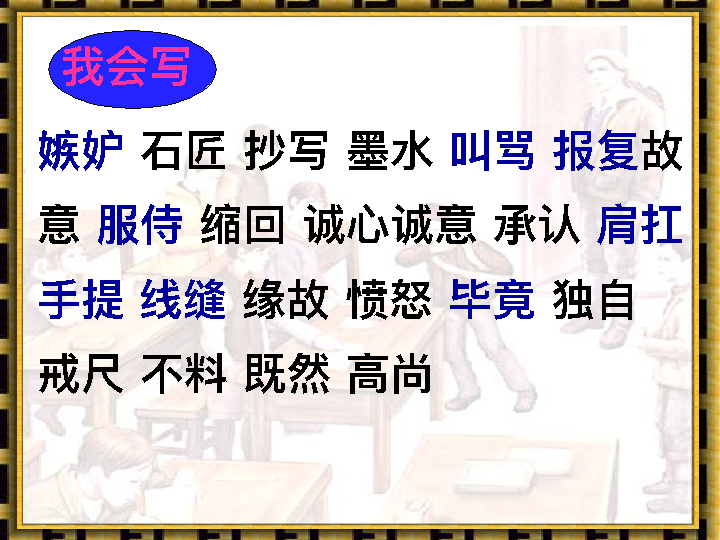 我会写
嫉妒 石匠 抄写 墨水 叫骂 报复故
意 服侍 缩回 诚心诚意 承认 肩扛
手提 线缝 缘故 愤怒 毕竟 独自
戒尺 不料 既然 高尚